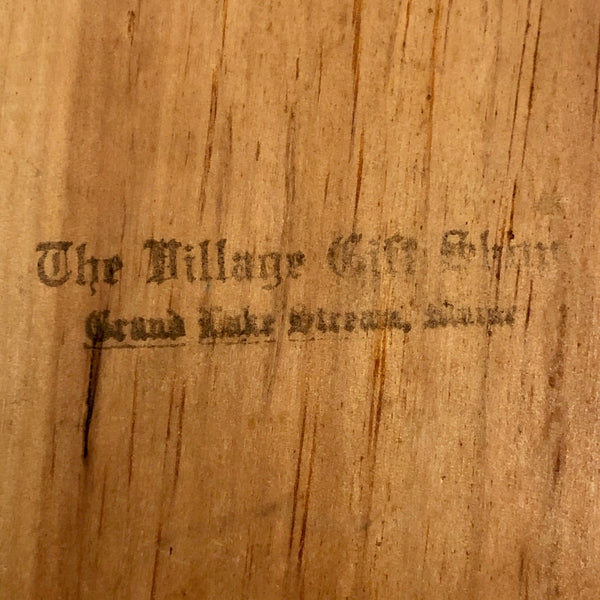 The Village Gift Shop
Grand Lake Stream, Maine